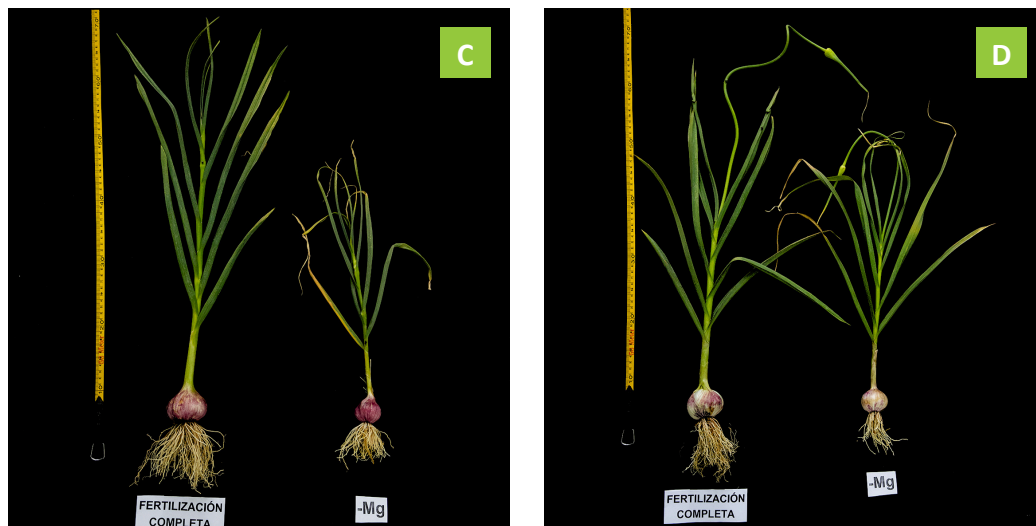 C
FERTILIZACIÓN
COMPLETA
-Mg
D
FERTILIZACIÓN
COMPLETA
-Mg